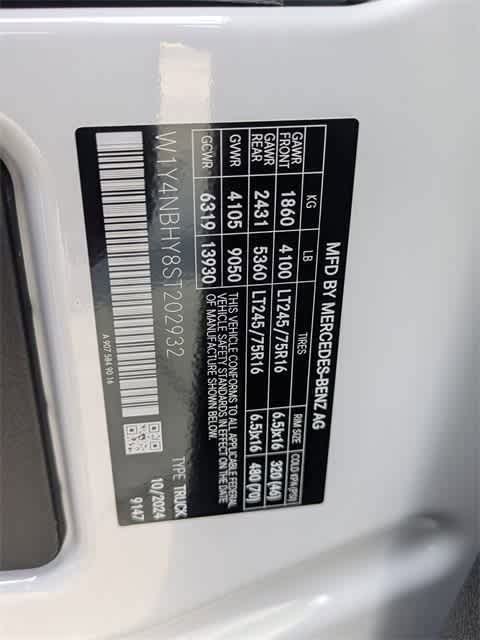 MFD BY MERCEDES-BENZ AG
KG LB TIRES RIM SIZE COLD KPA (PSI)
GAWR FRONT 1860 4100 LT245/75R16 6.5Jx16 320 (46)
GAWR REAR 2431 5360 LT245/75R16 6.5Jx16 480 (70)
GVWR 4105 9050
GCWR 6319 13930
THIS VEHICLE CONFORMS TO ALL APPLICABLE FEDERAL
VEHICLE SAFETY STANDARDS IN EFFECT ON THE DATE
OF MANUFACTURE SHOWN BELOW.
W1Y4NBHY8ST202932
TYPE TRUCK
10/2024
9147
A 907 584 90 16